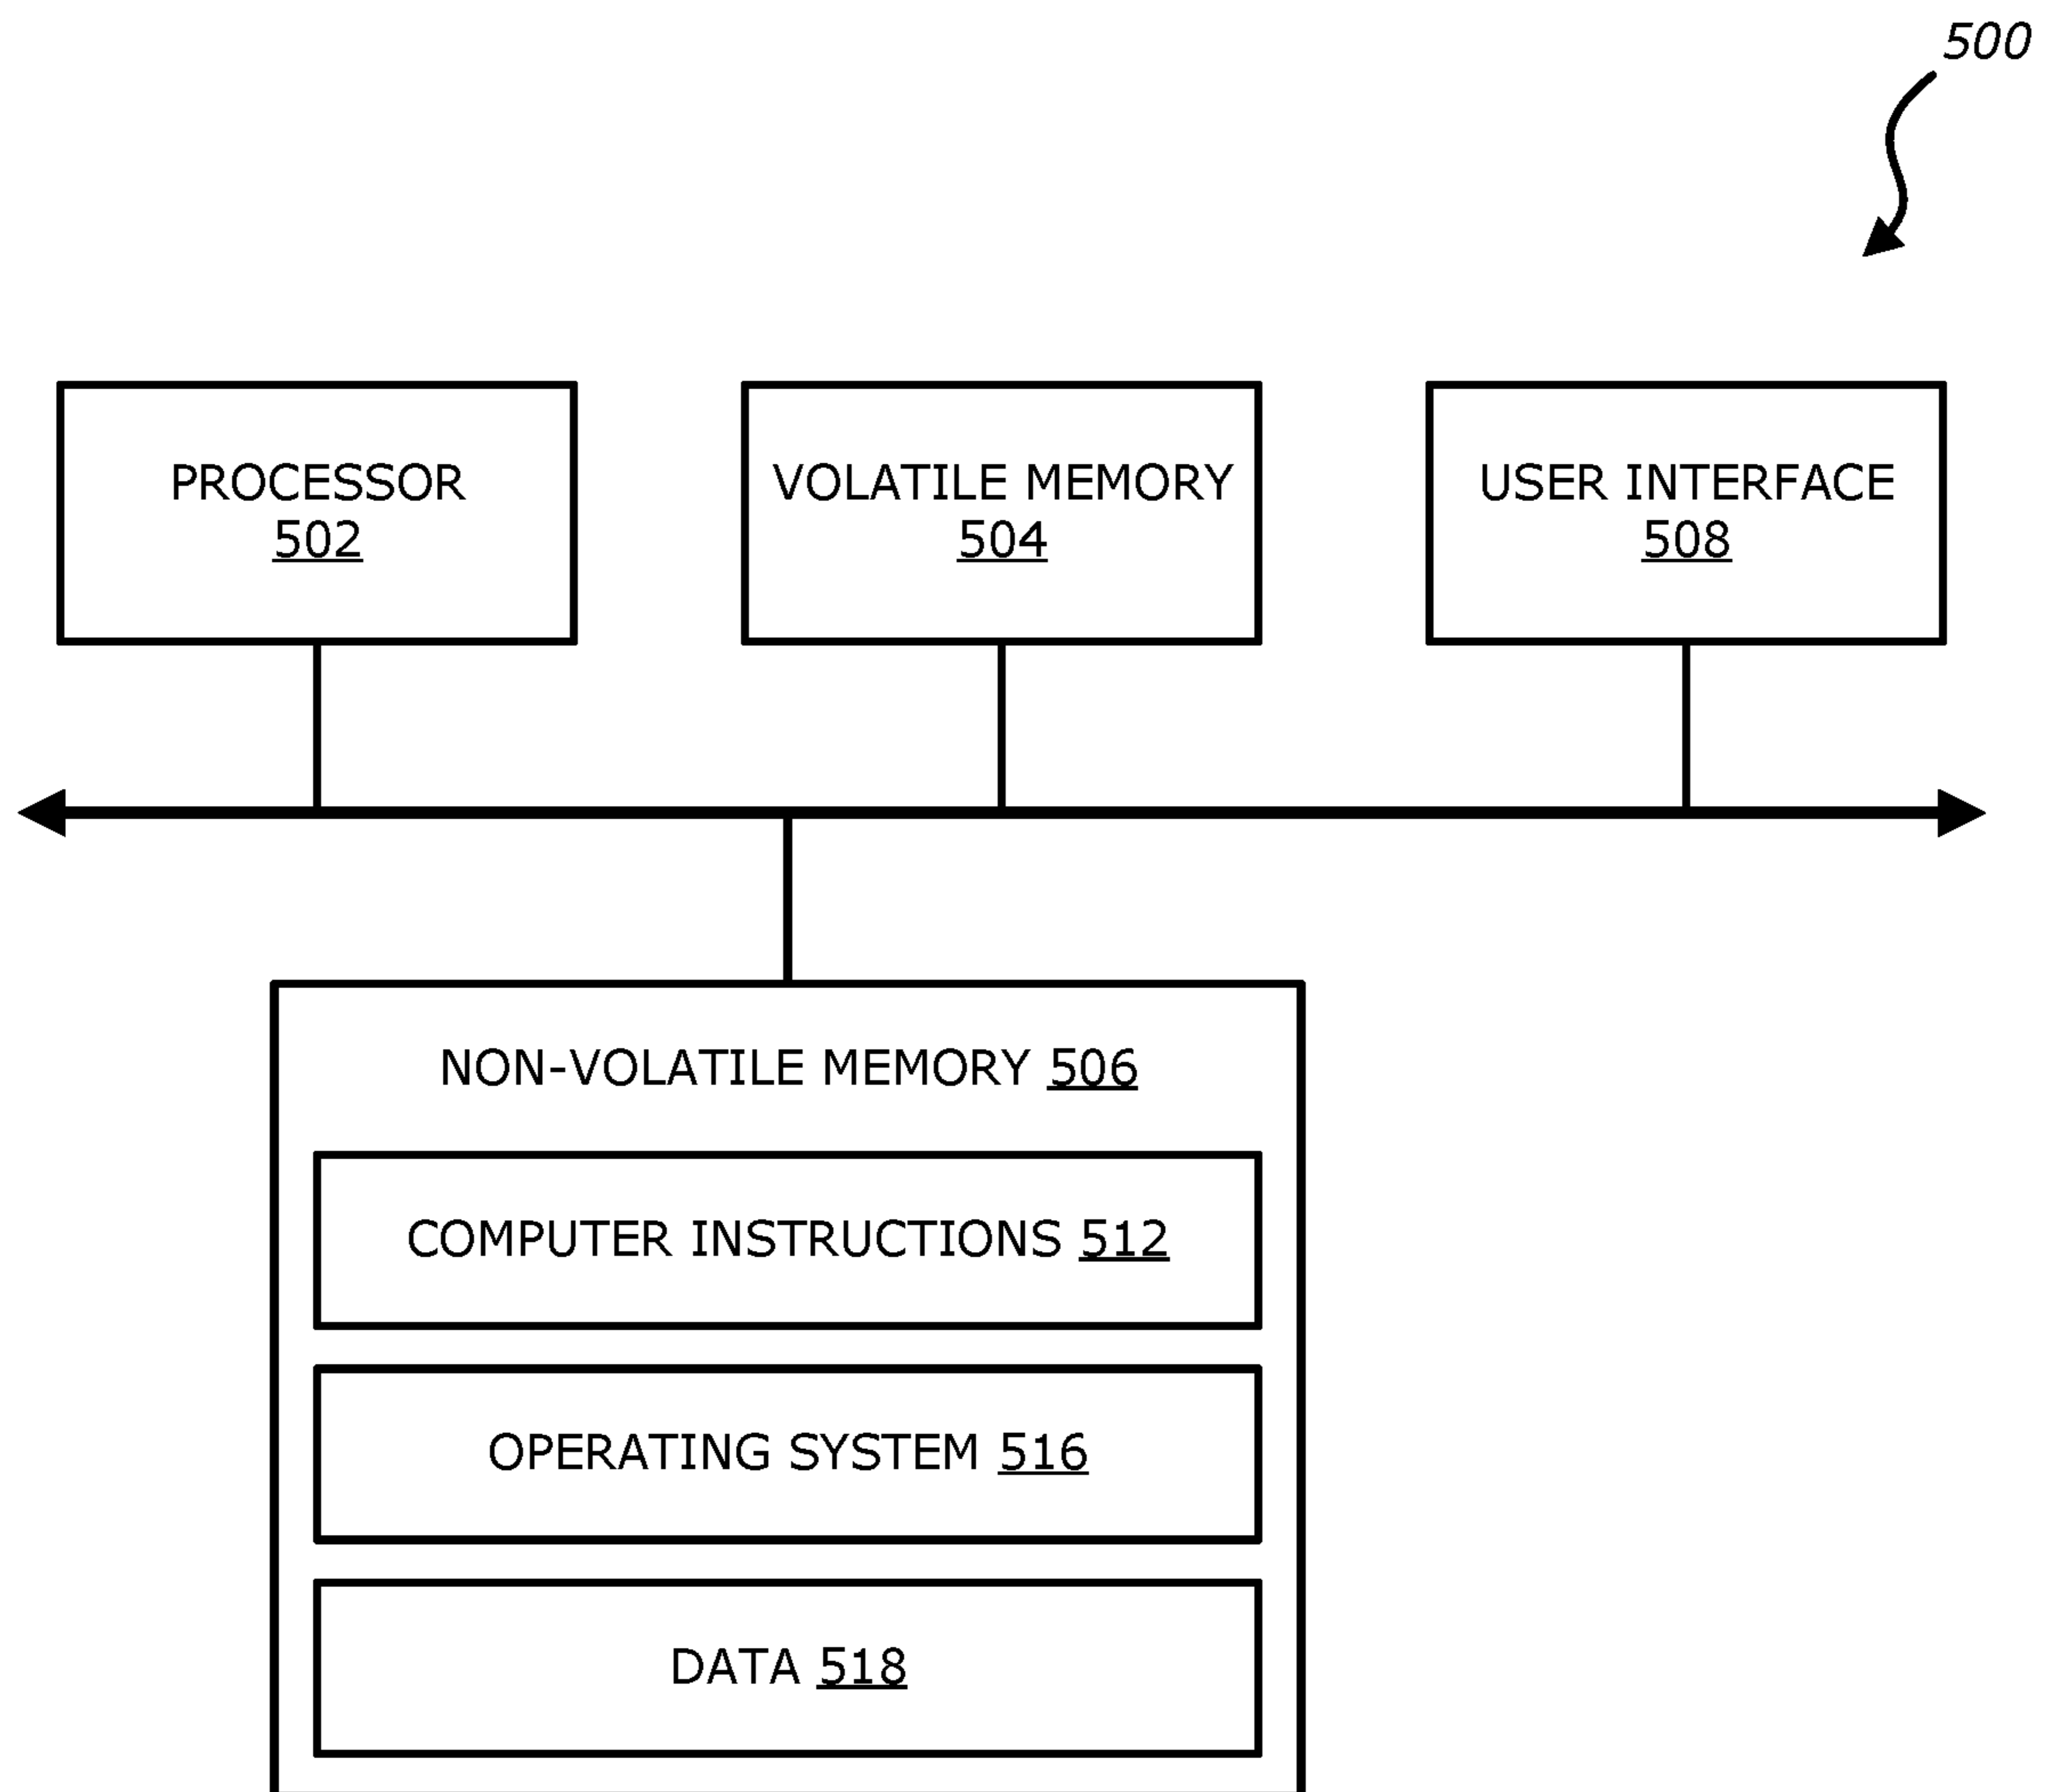 500
PROCESSOR
502
VOLATILE MEMORY
504
USER INTERFACE
508
NON-VOLATILE MEMORY 506
COMPUTER INSTRUCTIONS 512
OPERATING SYSTEM 516
DATA 518